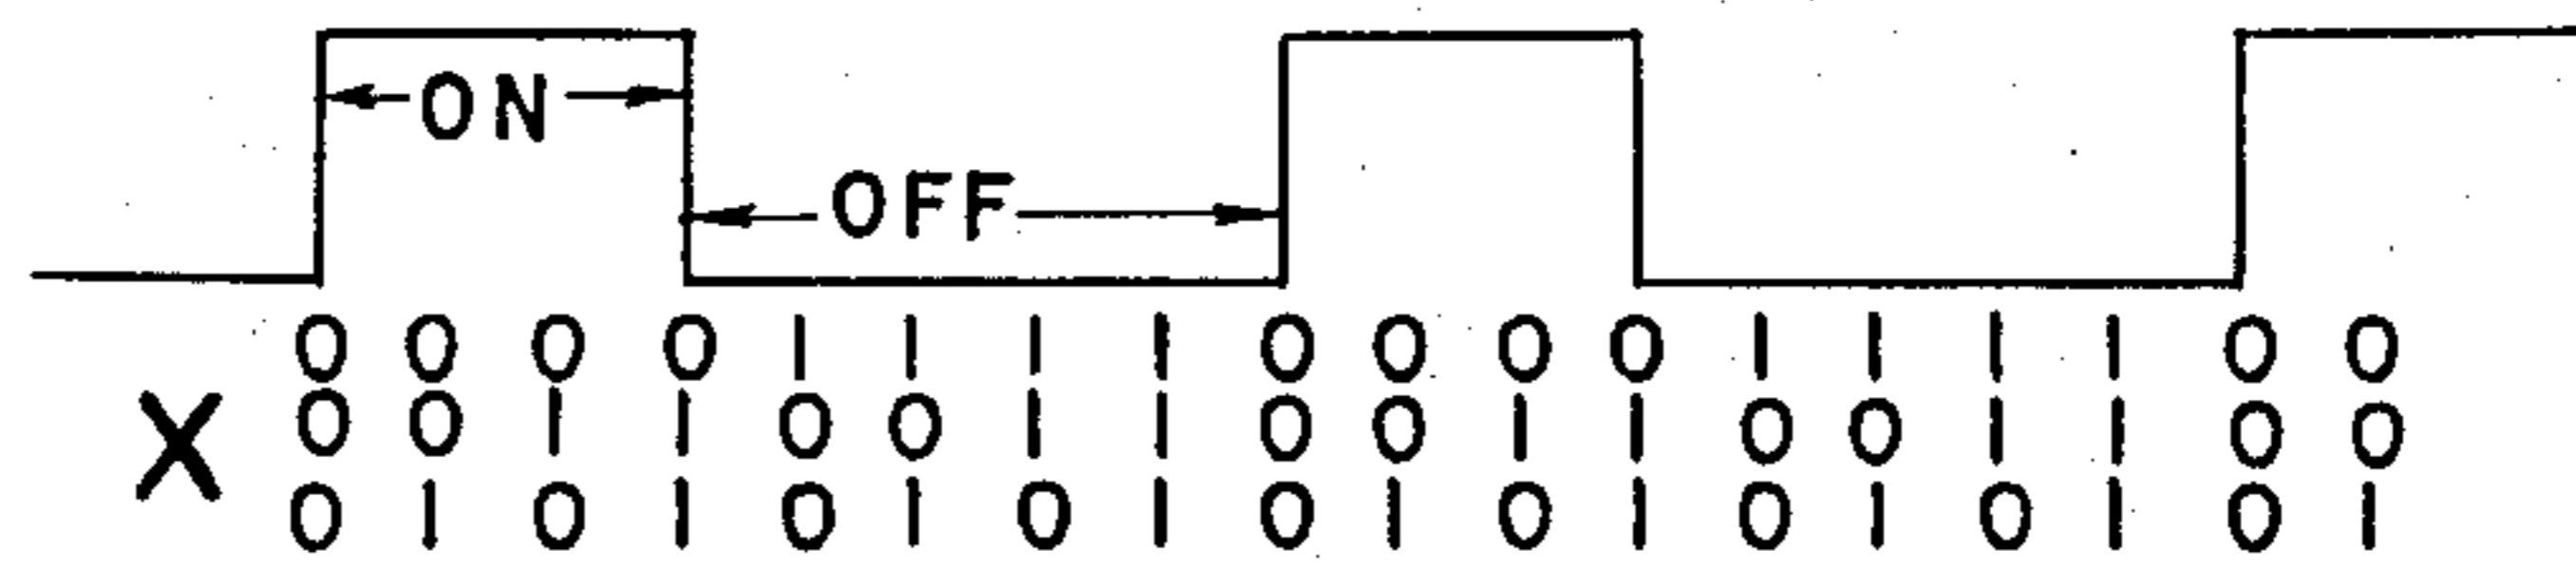 ON
OFF
0 0 0 0 1 1 1 1 0 0 0 0 1 1 1 1 0 0
X 0 0 1 1 0 0 1 1 0 0 1 1 0 0 1 1 0 0
0 1 0 1 0 1 0 1 0 1 0 1 0 1 0 1 0 1